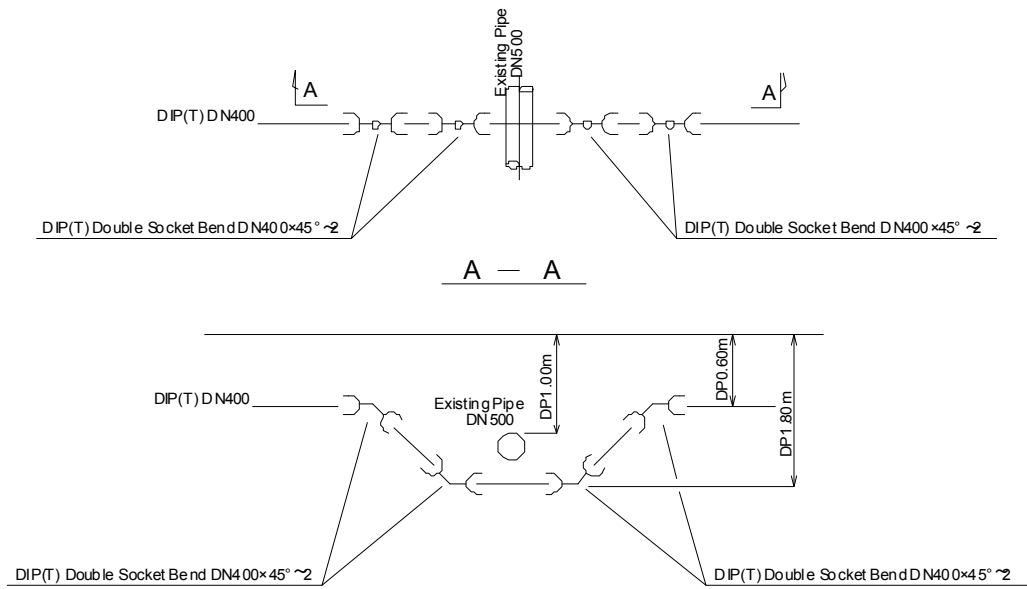 Existing Pipe
DN500
A
A
DIP(T) DN400
DIP(T) Double Socket Bend DN400×45° ~2
DIP(T) Double Socket Bend DN400×45° ~2
A — A
DP1.00m
DP0.60m
DP1.80m
DIP(T) DN400
Existing Pipe
DN500
DIP(T) Double Socket Bend DN400×45° ~2
DIP(T) Double Socket Bend DN400×45° ~2